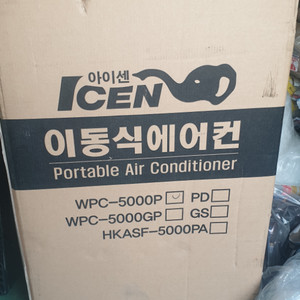 아이센
ICEN
이동식에어컨
Portable Air Conditioner
WPC-5000P PD
WPC-5000GP GS
HKASF-5000PA